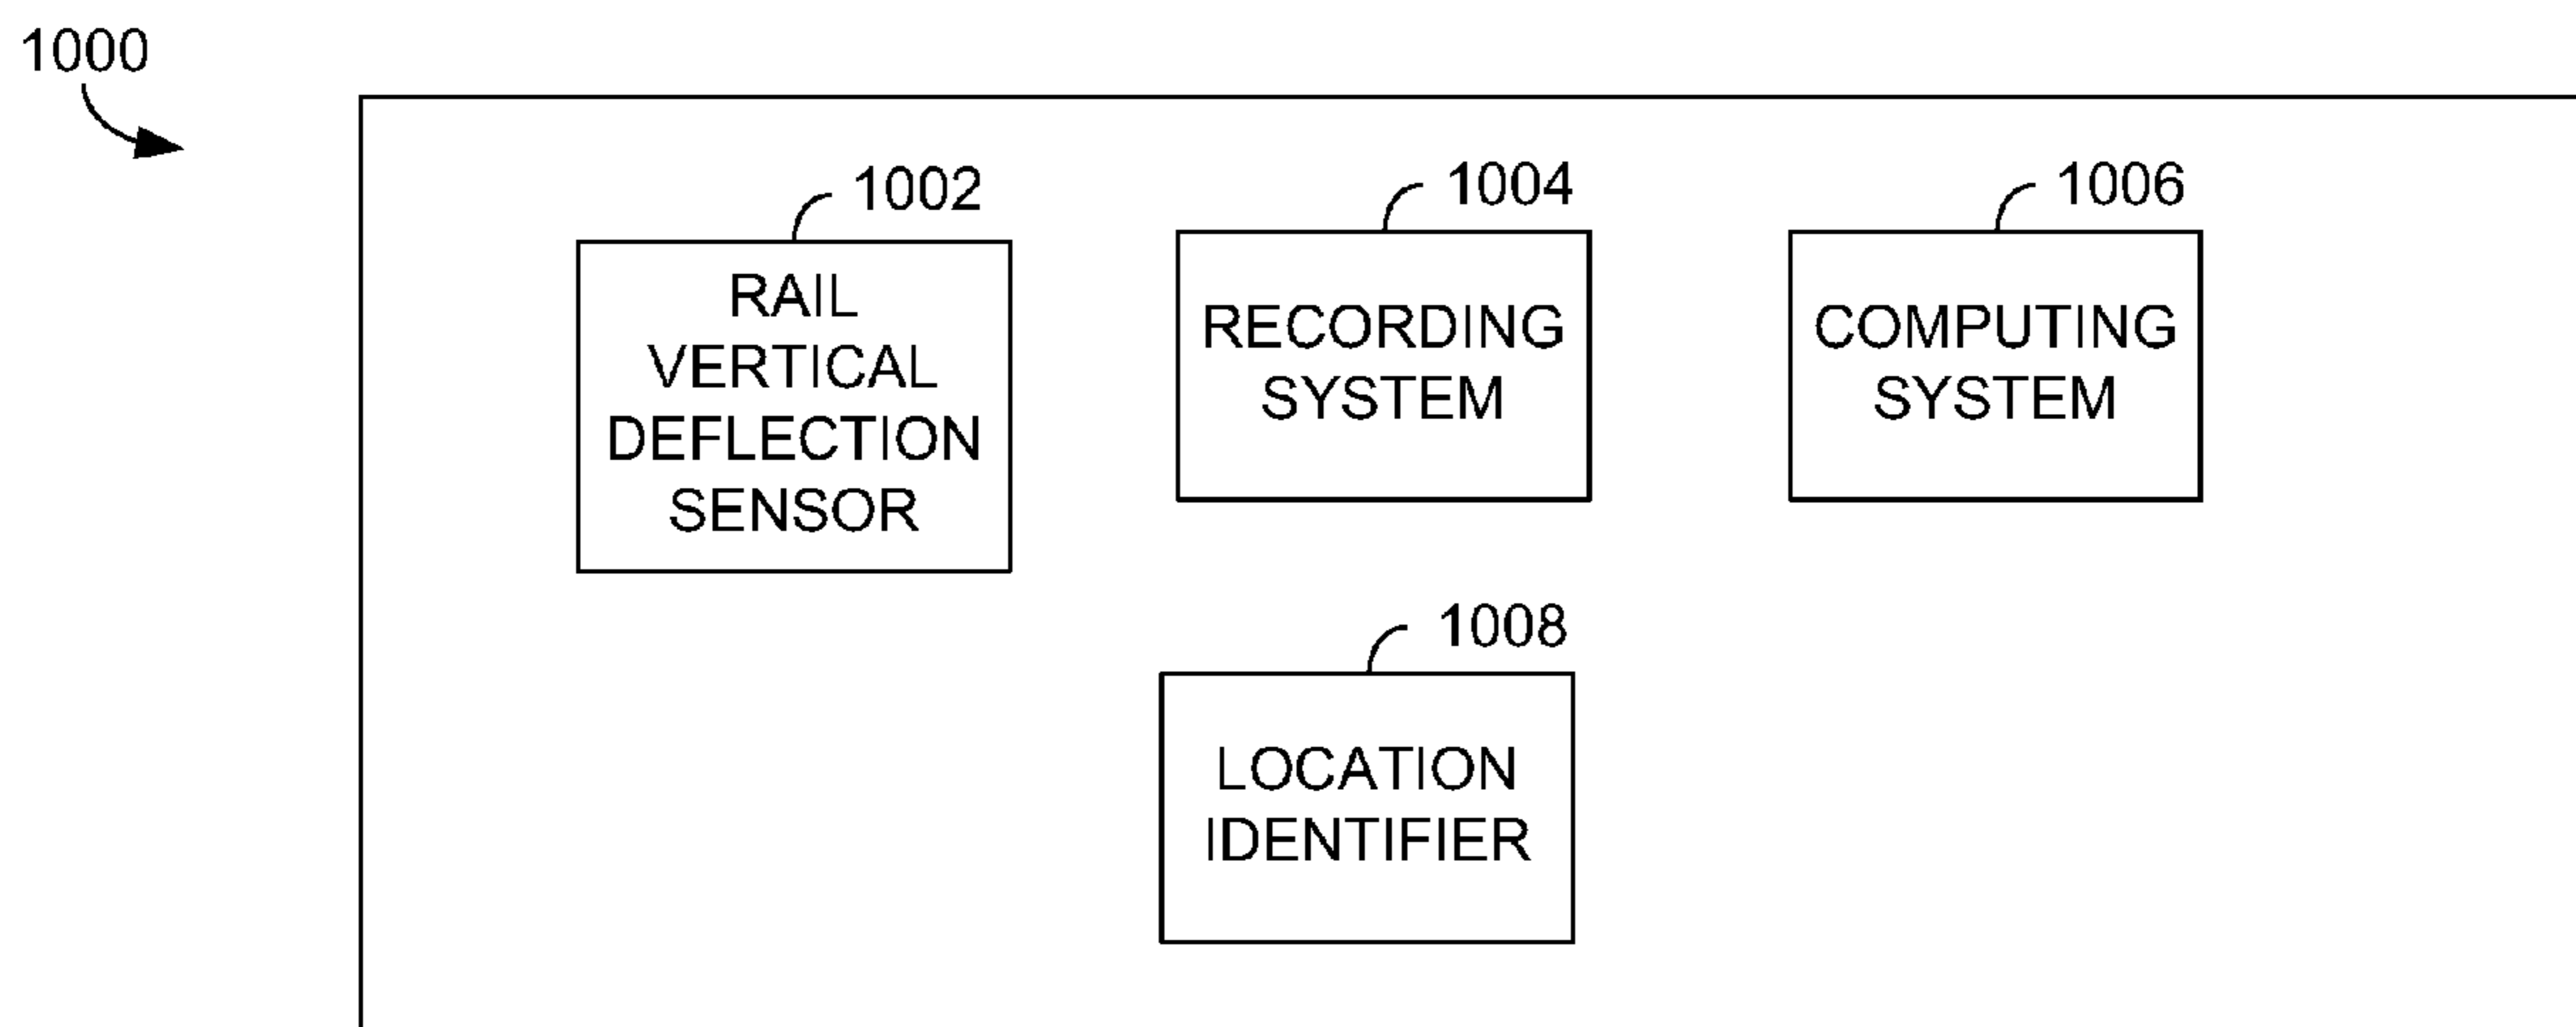 1000
1002
RAIL
VERTICAL
DEFLECTION
SENSOR
1004
RECORDING
SYSTEM
1006
COMPUTING
SYSTEM
1008
LOCATION
IDENTIFIER